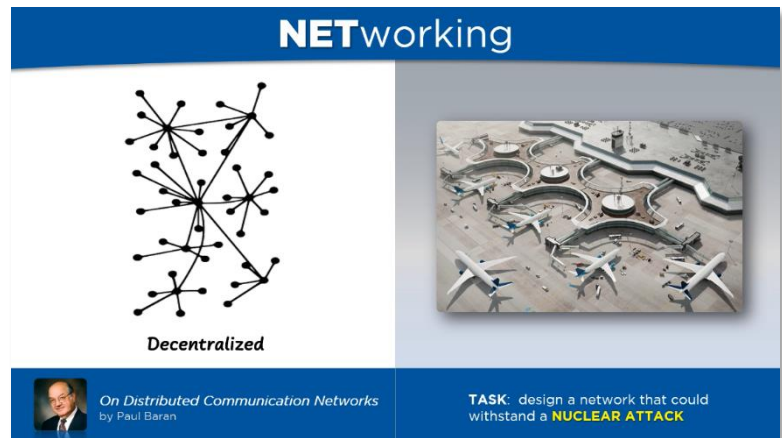 NETworking
Decentralized
On Distributed Communication Networks
by Paul Baran
TASK: design a network that could
withstand a NUCLEAR ATTACK